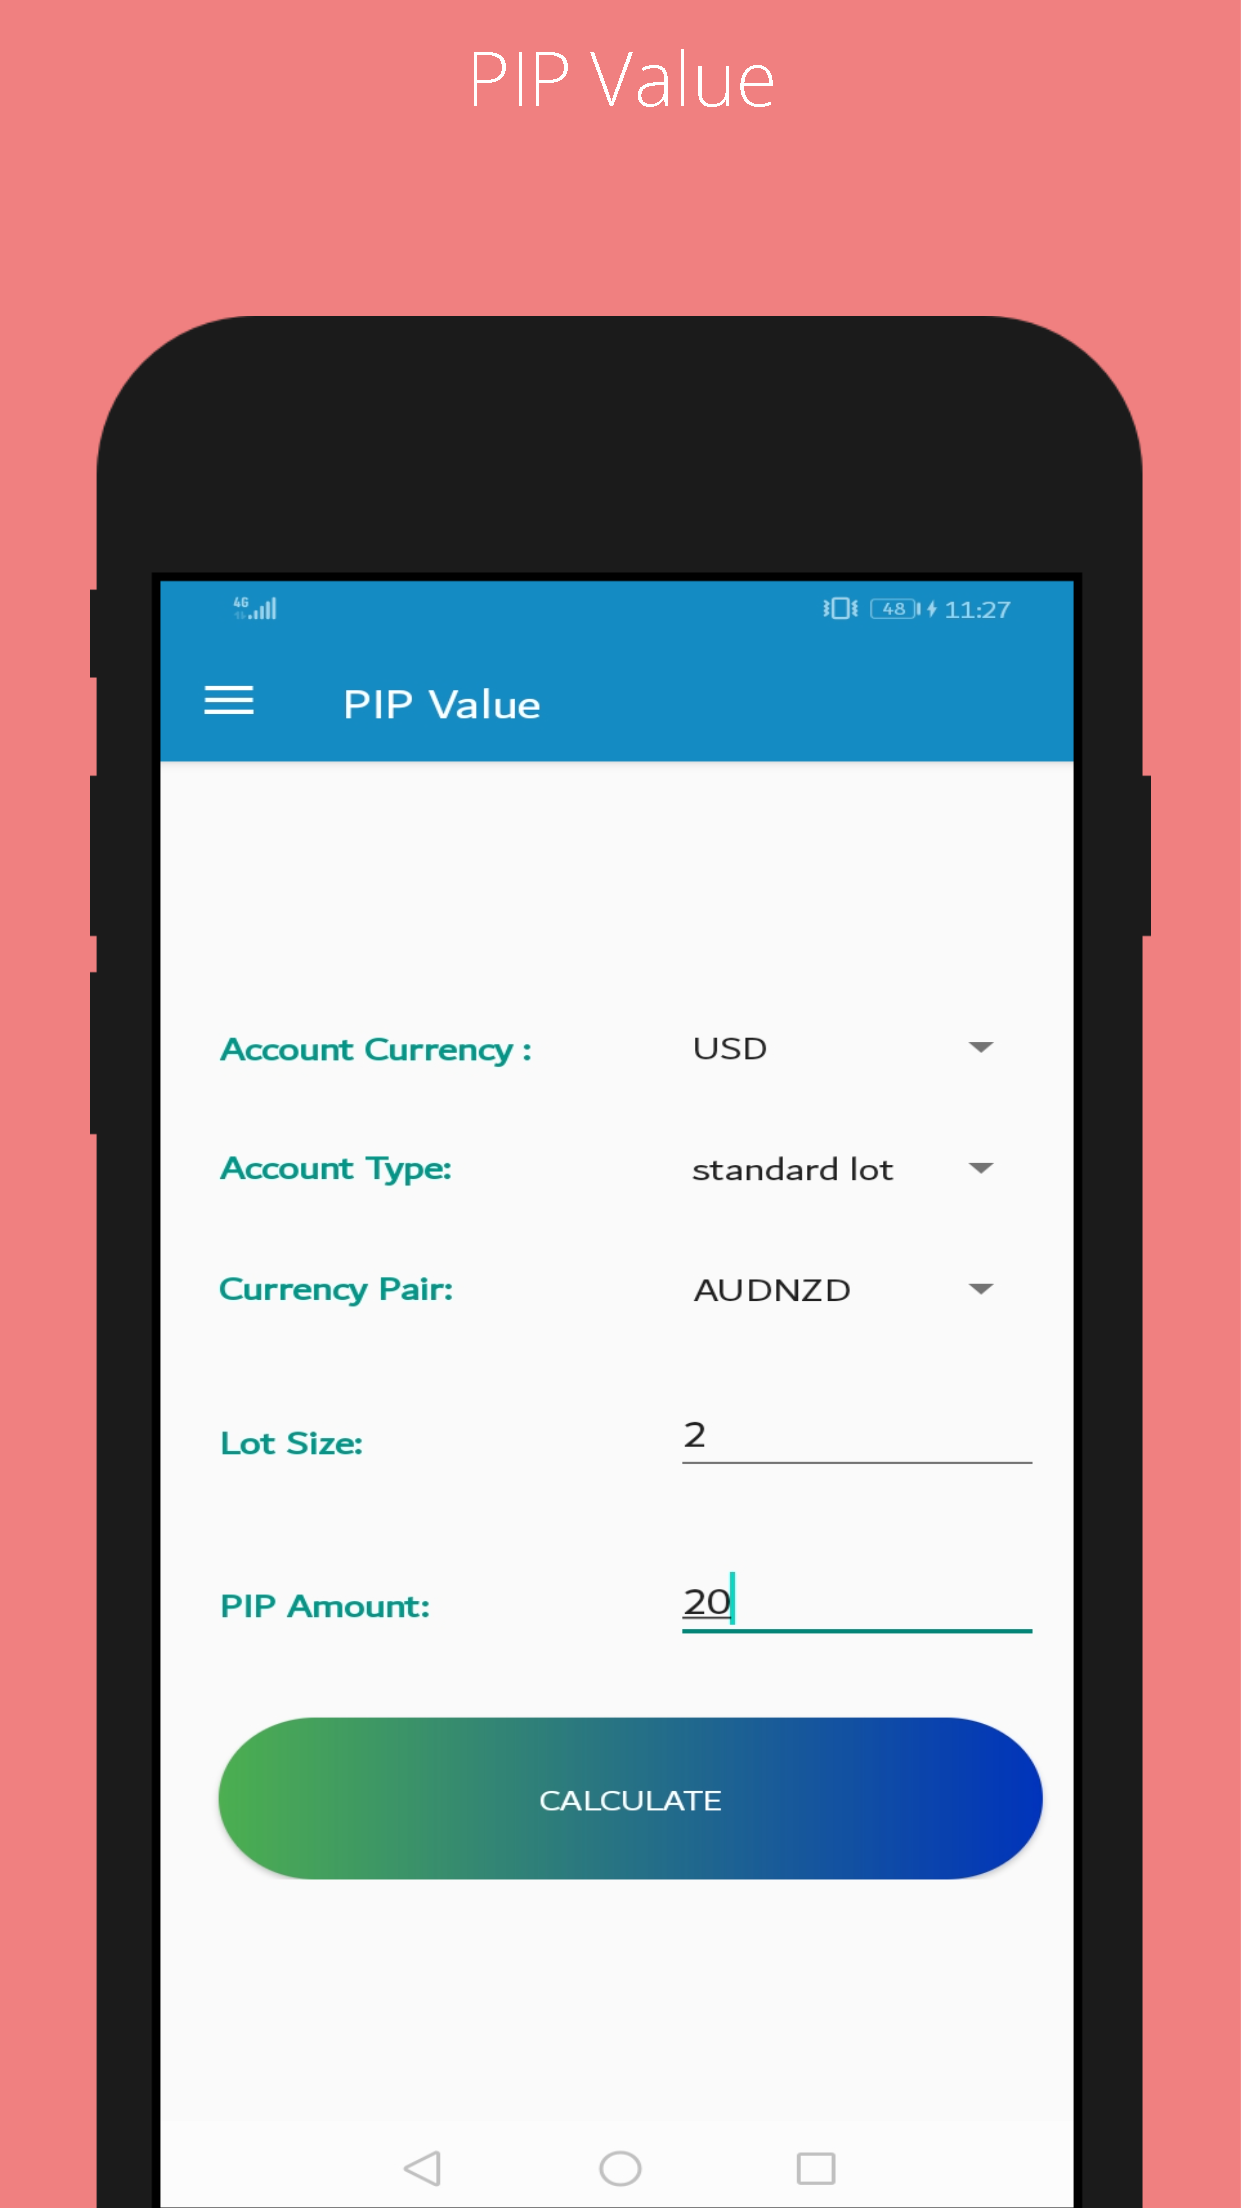 PIP Value
4G 48 11:27
PIP Value
Account Currency : USD
Account Type: standard lot
Currency Pair: AUDNZD
Lot Size: 2
PIP Amount: 20
CALCULATE